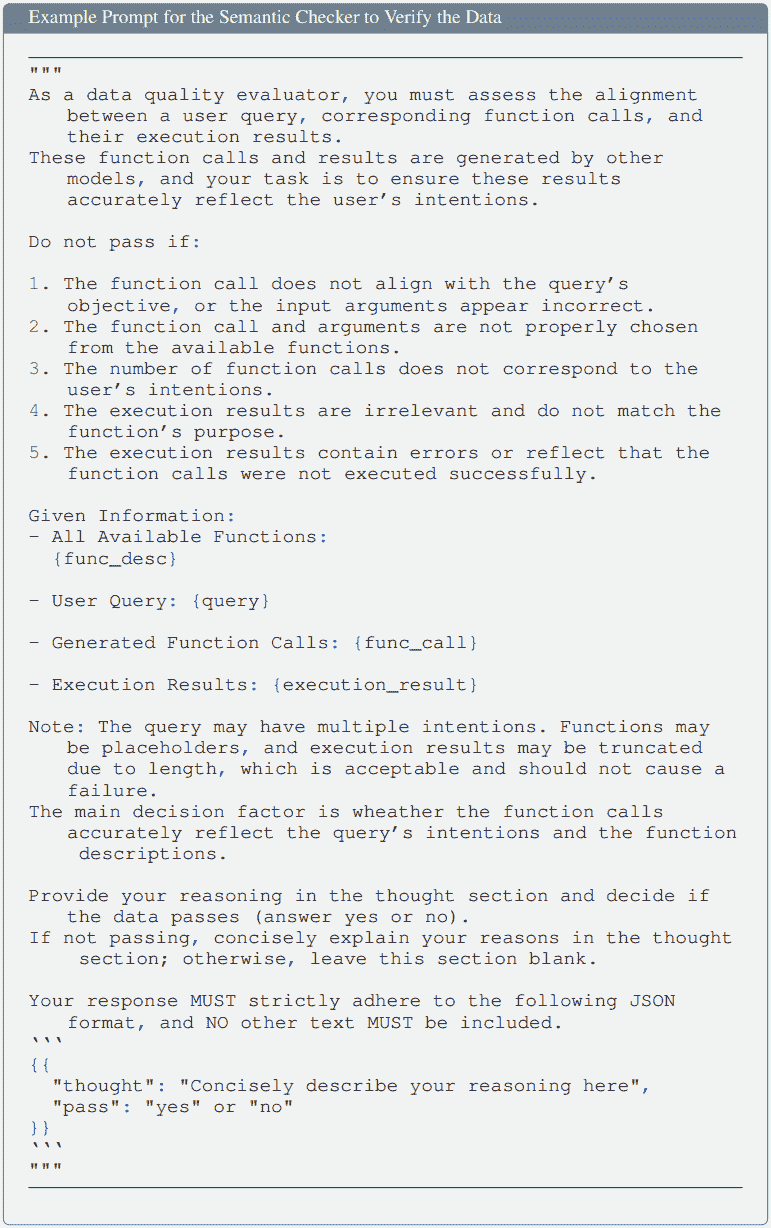 Example Prompt for the Semantic Checker to Verify the Data
"""
As a data quality evaluator, you must assess the alignment
between a user query, corresponding function calls, and
their execution results.
These function calls and results are generated by other
models, and your task is to ensure these results
accurately reflect the user’s intentions.
Do not pass if:
1. The function call does not align with the query’s
objective, or the input arguments appear incorrect.
2. The function call and arguments are not properly chosen
from the available functions.
3. The number of function calls does not correspond to the
user’s intentions.
4. The execution results are irrelevant and do not match the
function’s purpose.
5. The execution results contain errors or reflect that the
function calls were not executed successfully.
Given Information:
- All Available Functions:
{func_desc}
- User Query: {query}
- Generated Function Calls: {func_call}
- Execution Results: {execution_result}
Note: The query may have multiple intentions. Functions may
be placeholders, and execution results may be truncated
due to length, which is acceptable and should not cause a
failure.
The main decision factor is wheather the function calls
accurately reflect the query’s intentions and the function
descriptions.
Provide your reasoning in the thought section and decide if
the data passes (answer yes or no).
If not passing, concisely explain your reasons in the thought
section; otherwise, leave this section blank.
Your response MUST strictly adhere to the following JSON
format, and NO other text MUST be included.
```
{{
"thought": "Concisely describe your reasoning here",
"pass": "yes" or "no"
}}
```
"""